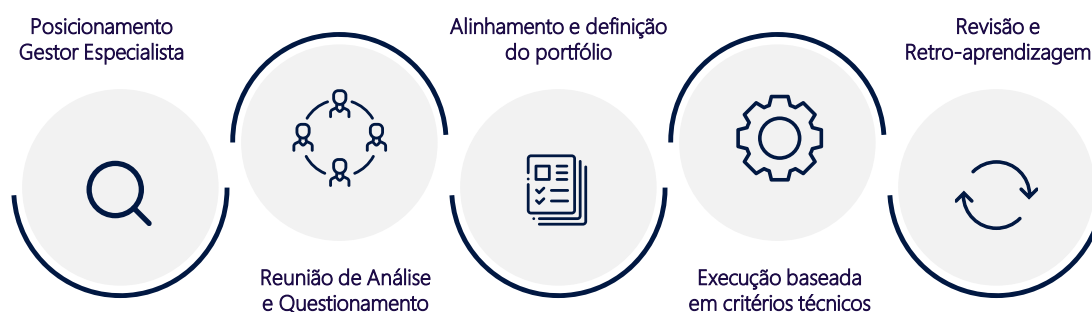 Posicionamento
Gestor Especialista
Reunião de Análise
e Questionamento
Alinhamento e definição
do portfólio
Execução baseada
em critérios técnicos
Revisão e
Retro-aprendizagem